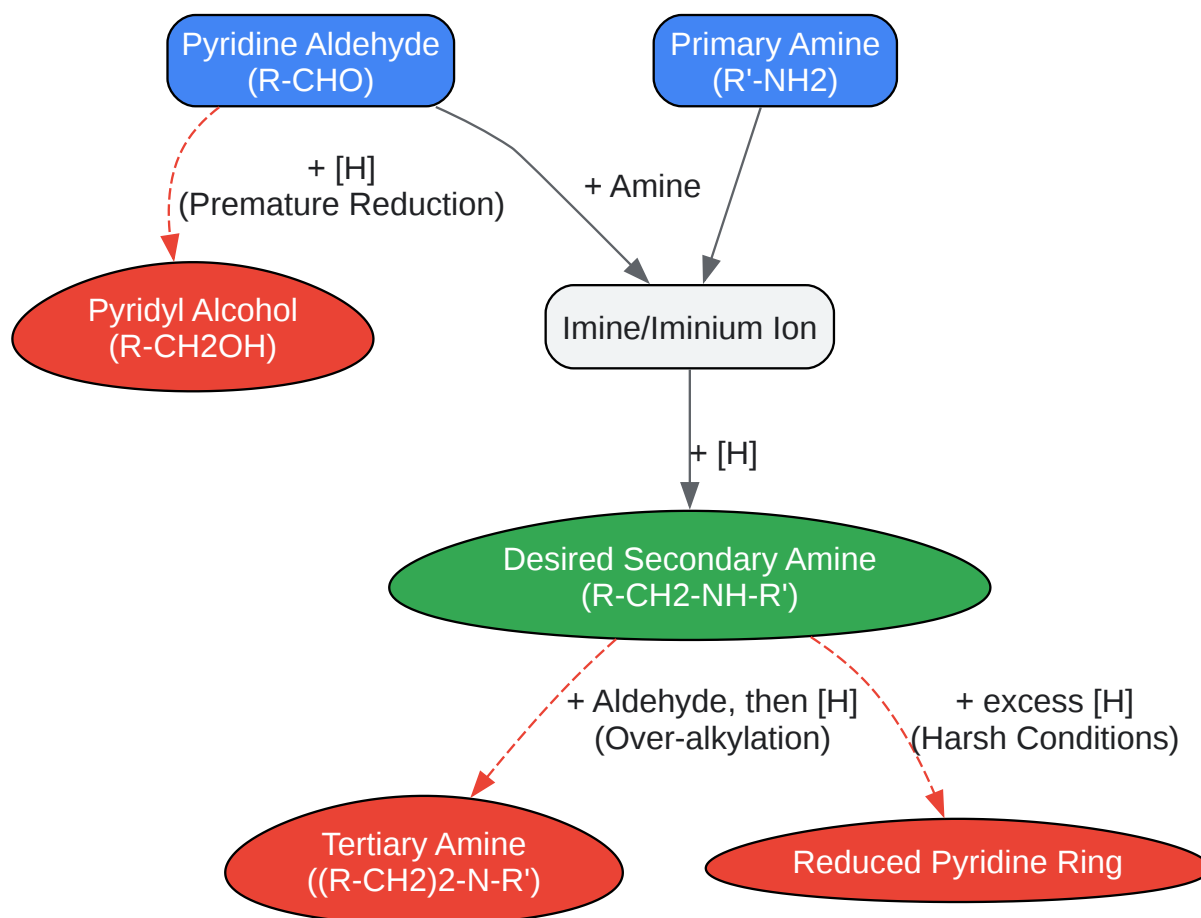 Pyridine Aldehyde
(R-CHO)
Primary Amine
(R'-NH2)
+ [H]
(Premature Reduction)
+ Amine
Pyridyl Alcohol
(R-CH2OH)
Imine/Iminium Ion
+ [H]
Desired Secondary Amine
(R-CH2-NH-R')
+ Aldehyde, then [H]
(Over-alkylation)
+ excess [H]
(Harsh Conditions)
Tertiary Amine
((R-CH2)2-N-R')
Reduced Pyridine Ring